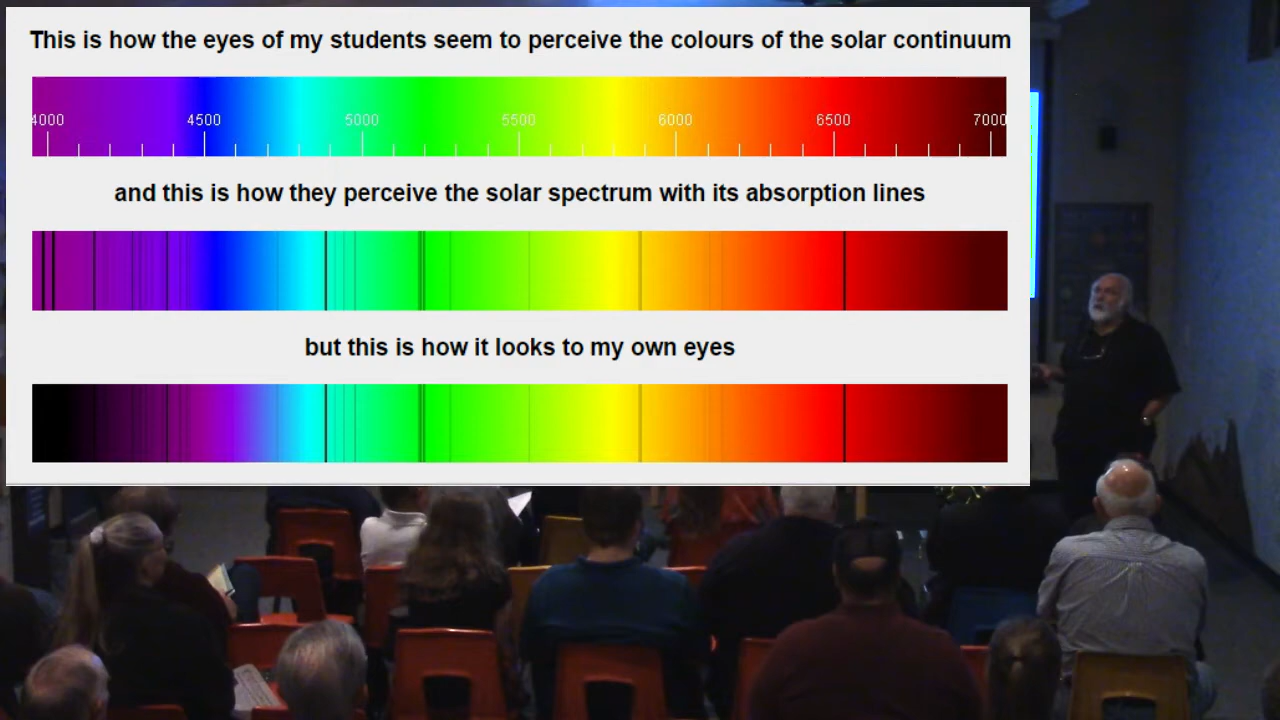 This is how the eyes of my students seem to perceive the colours of the solar continuum
4000 4500 5000 5500 6000 6500 7000
and this is how they perceive the solar spectrum with its absorption lines
but this is how it looks to my own eyes